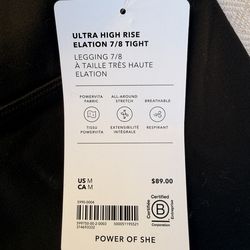 ULTRA HIGH RISE
ELATION 7/8 TIGHT
LEGGING 7/8
À TAILLE TRÈS HAUTE
ELATION
POWERVITA FABRIC
ALL-AROUND STRETCH
BREATHABLE
TISSU POWERVITA
EXTENSIBILITÉ INTÉGRALE
RESPIRANT
US M
CA M
$89.00
Certified
Certifiée
B
Corporation
Entreprise
POWER OF SHE